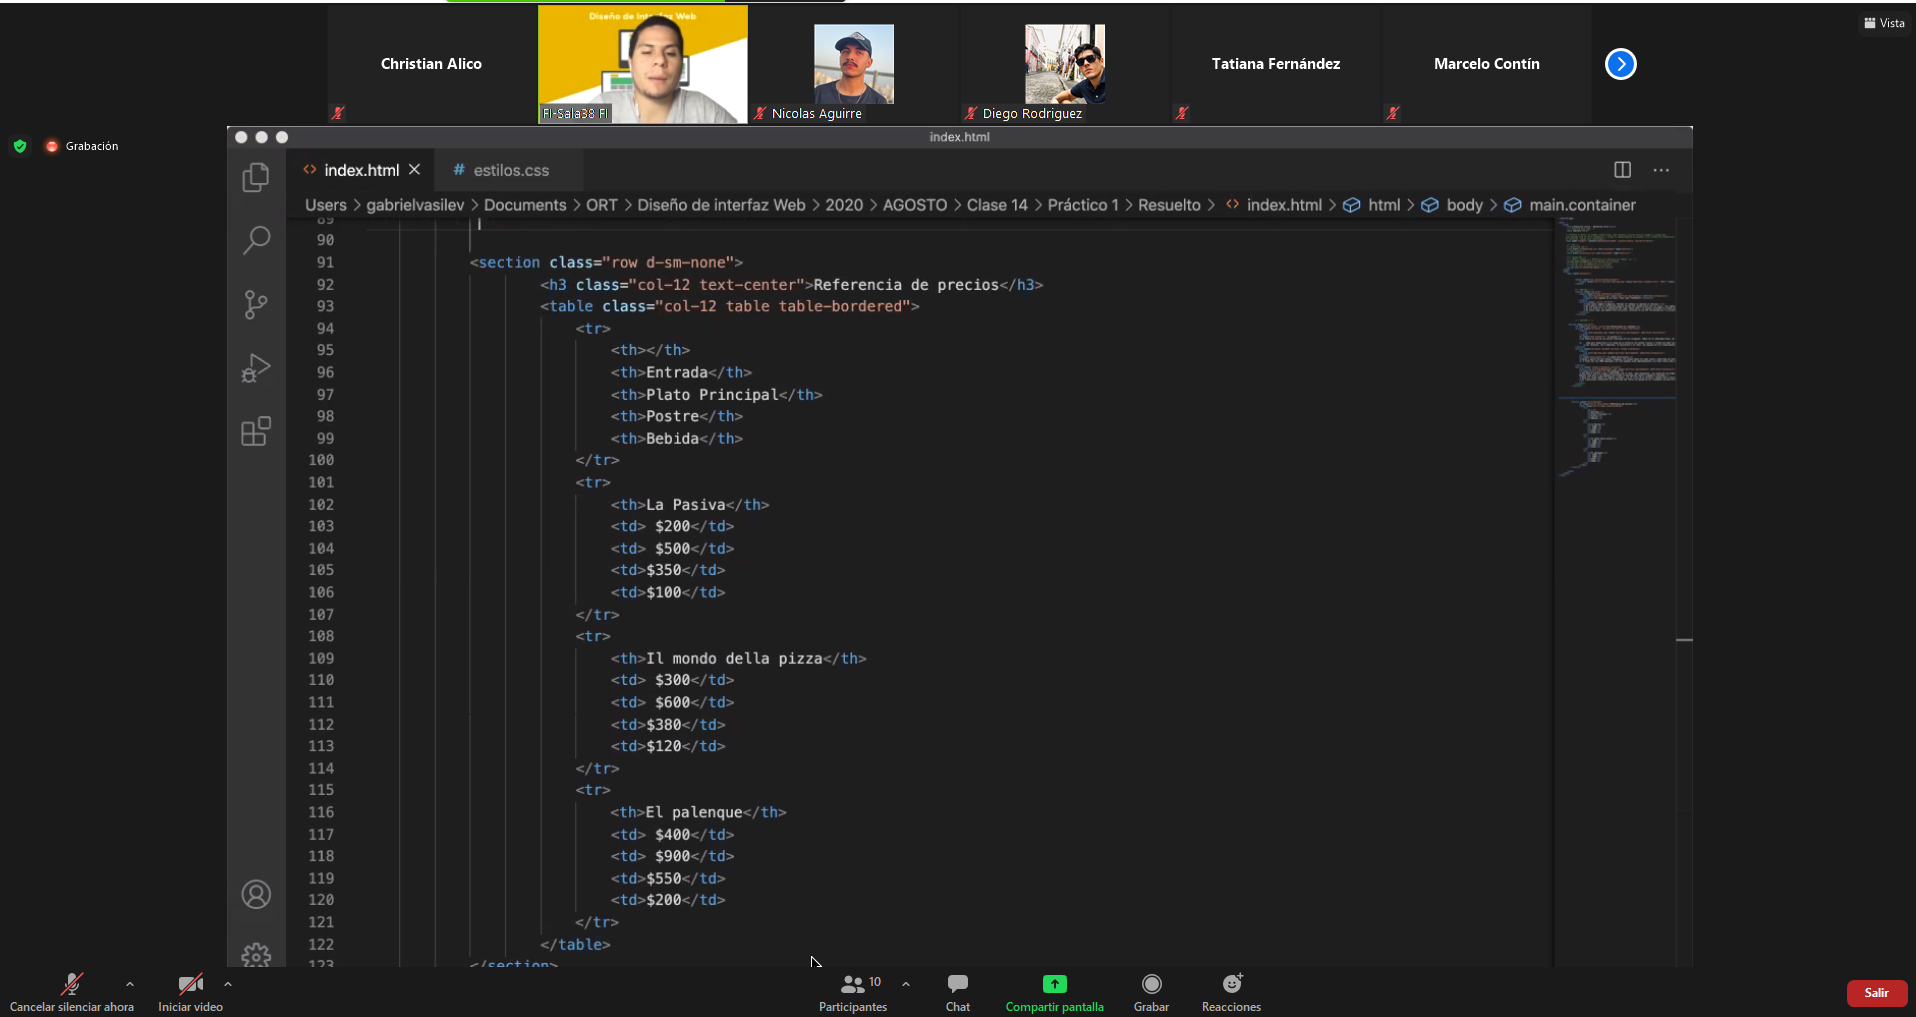 Vista
Christian Alico
Diseño de Interfaz Web
FI-Sala38 FI
Nicolas Aguirre
Diego Rodriguez
Tatiana Fernández
Marcelo Contín
Grabación
index.html
index.html
# estilos.css
Users > gabrielvasilev > Documents > ORT > Diseño de interfaz Web > 2020 > AGOSTO > Clase 14 > Práctico 1 > Resuelto > index.html > html > body > main.container
89
90
91 <section class="row d-sm-none">
92 <h3 class="col-12 text-center">Referencia de precios</h3>
93 <table class="col-12 table table-bordered">
94 <tr>
95 <th></th>
96 <th>Entrada</th>
97 <th>Plato Principal</th>
98 <th>Postre</th>
99 <th>Bebida</th>
100 </tr>
101 <tr>
102 <th>La Pasiva</th>
103 <td> $200</td>
104 <td> $500</td>
105 <td>$350</td>
106 <td>$100</td>
107 </tr>
108 <tr>
109 <th>Il mondo della pizza</th>
110 <td> $300</td>
111 <td> $600</td>
112 <td>$380</td>
113 <td>$120</td>
114 </tr>
115 <tr>
116 <th>El palenque</th>
117 <td> $400</td>
118 <td> $900</td>
119 <td>$550</td>
120 <td>$200</td>
121 </tr>
122 </table>
123 </section>
Cancelar silenciar ahora
Iniciar video
Participantes
10
Chat
Compartir pantalla
Grabar
Reacciones
Salir